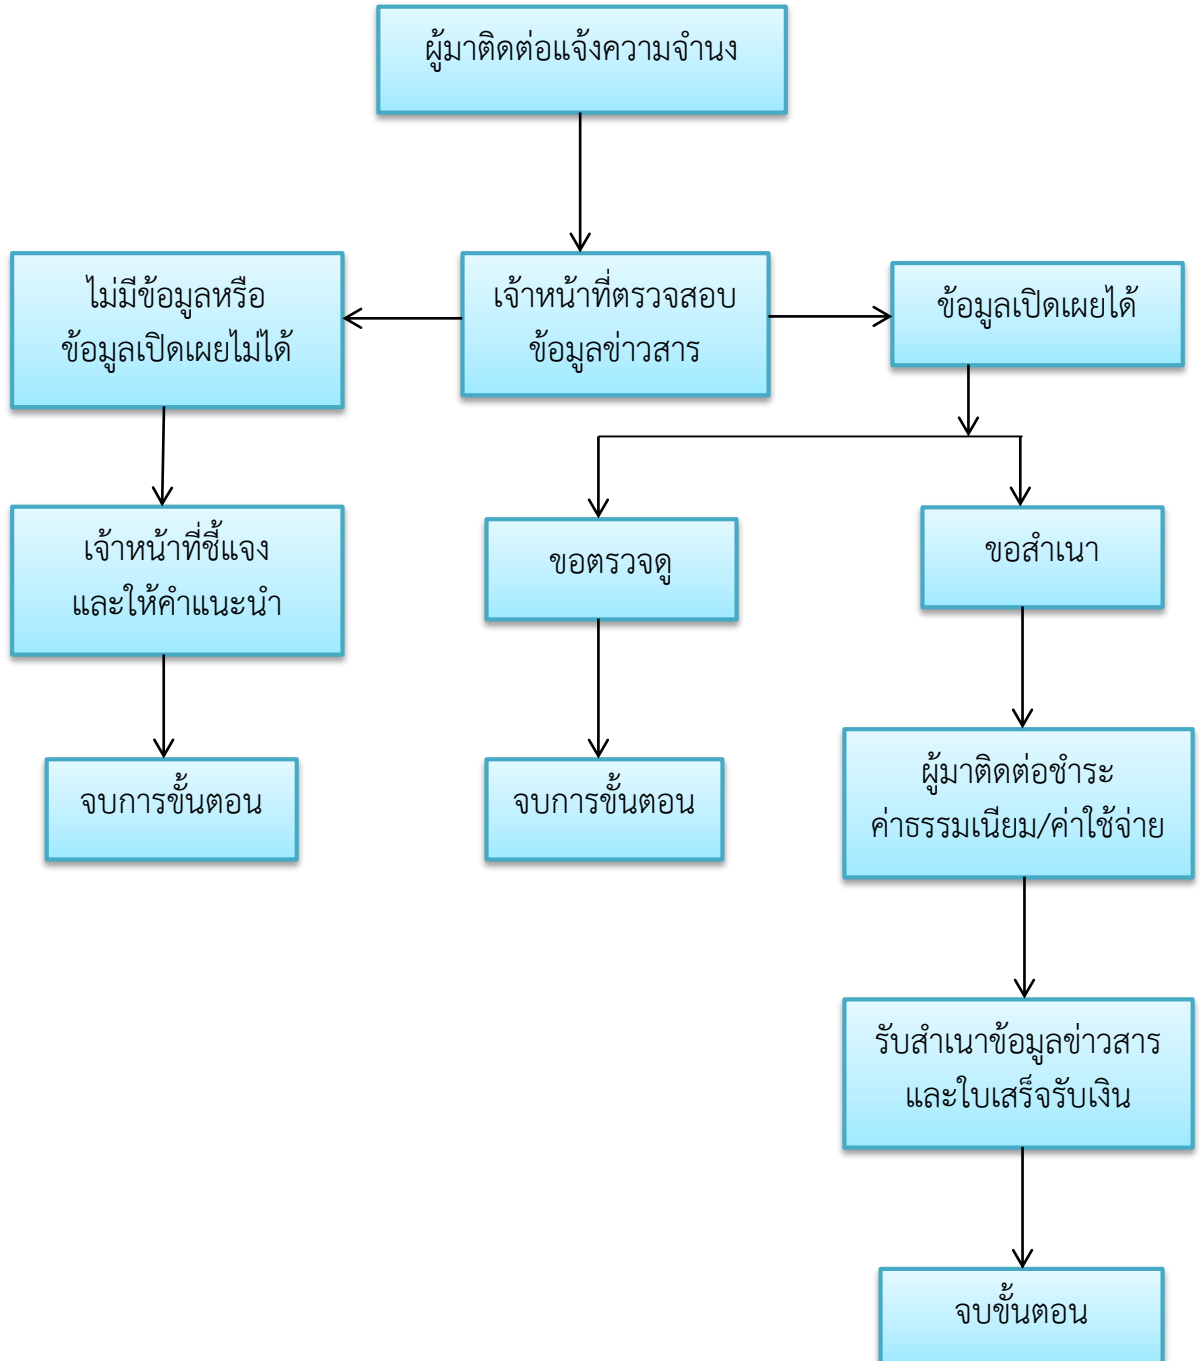 ผู้มาติดต่อแจ้งความจำนง
ไม่มีข้อมูลหรือ
ข้อมูลเปิดเผยไม่ได้
เจ้าหน้าที่ตรวจสอบ
ข้อมูลข่าวสาร
ข้อมูลเปิดเผยได้
เจ้าหน้าที่ชี้แจง
และให้คำแนะนำ
ขอตรวจดู
ขอสำเนา
จบการขั้นตอน
จบการขั้นตอน
ผู้มาติดต่อชำระ
ค่าธรรมเนียม/ค่าใช้จ่าย
รับสำเนาข้อมูลข่าวสาร
และใบเสร็จรับเงิน
จบขั้นตอน